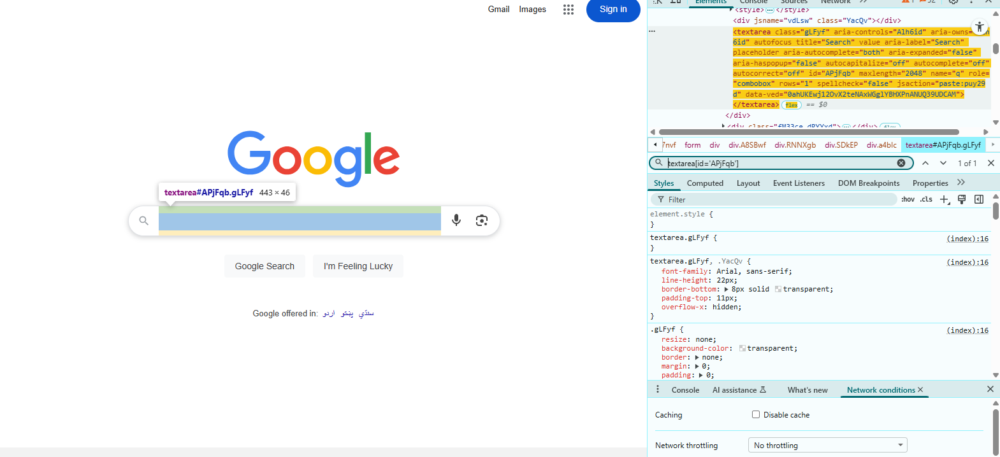 Gmail Images Sign in
Google
textarea#APjFqb.gLFyf 443 × 46
Google Search I'm Feeling Lucky
Google offered in: اردو پښتو سنڌي
Elements Console Sources Network
<style>…</style>
<div jsname="vdLsw" class="YacQv"></div>
<textarea class="gLFyf" aria-controls="Alh6id" aria-owns=
6id" autofocus title="Search" value aria-label="Search"
placeholder aria-autocomplete="both" aria-expanded="false"
aria-haspopup="false" autocapitalize="off" autocomplete="off"
autocorrect="off" id="APjFqb" maxlength="2048" name="q" role=
"combobox" rows="1" spellcheck="false" jsaction="paste:puy29
</textarea> flex == $0
</div>
form div div.A8SBwf div.RNNXgb div.SDkEP div.a4bIc textarea#APjFqb.gLFyf
textarea[id='APjFqb'] 1 of 1
Styles Computed Layout Event Listeners DOM Breakpoints Properties
Filter :hov .cls
element.style {
}
textarea.gLFyf { (index):16
}
textarea.gLFyf, .YacQv { (index):16
font-family: Arial, sans-serif;
line-height: 22px;
border-bottom: 8px solid transparent;
padding-top: 11px;
overflow-x: hidden;
}
.gLFyf { (index):16
resize: none;
background-color: transparent;
border: none;
margin: 0;
padding: 0;
Console AI assistance What's new Network conditions
Caching Disable cache
Network throttling No throttling